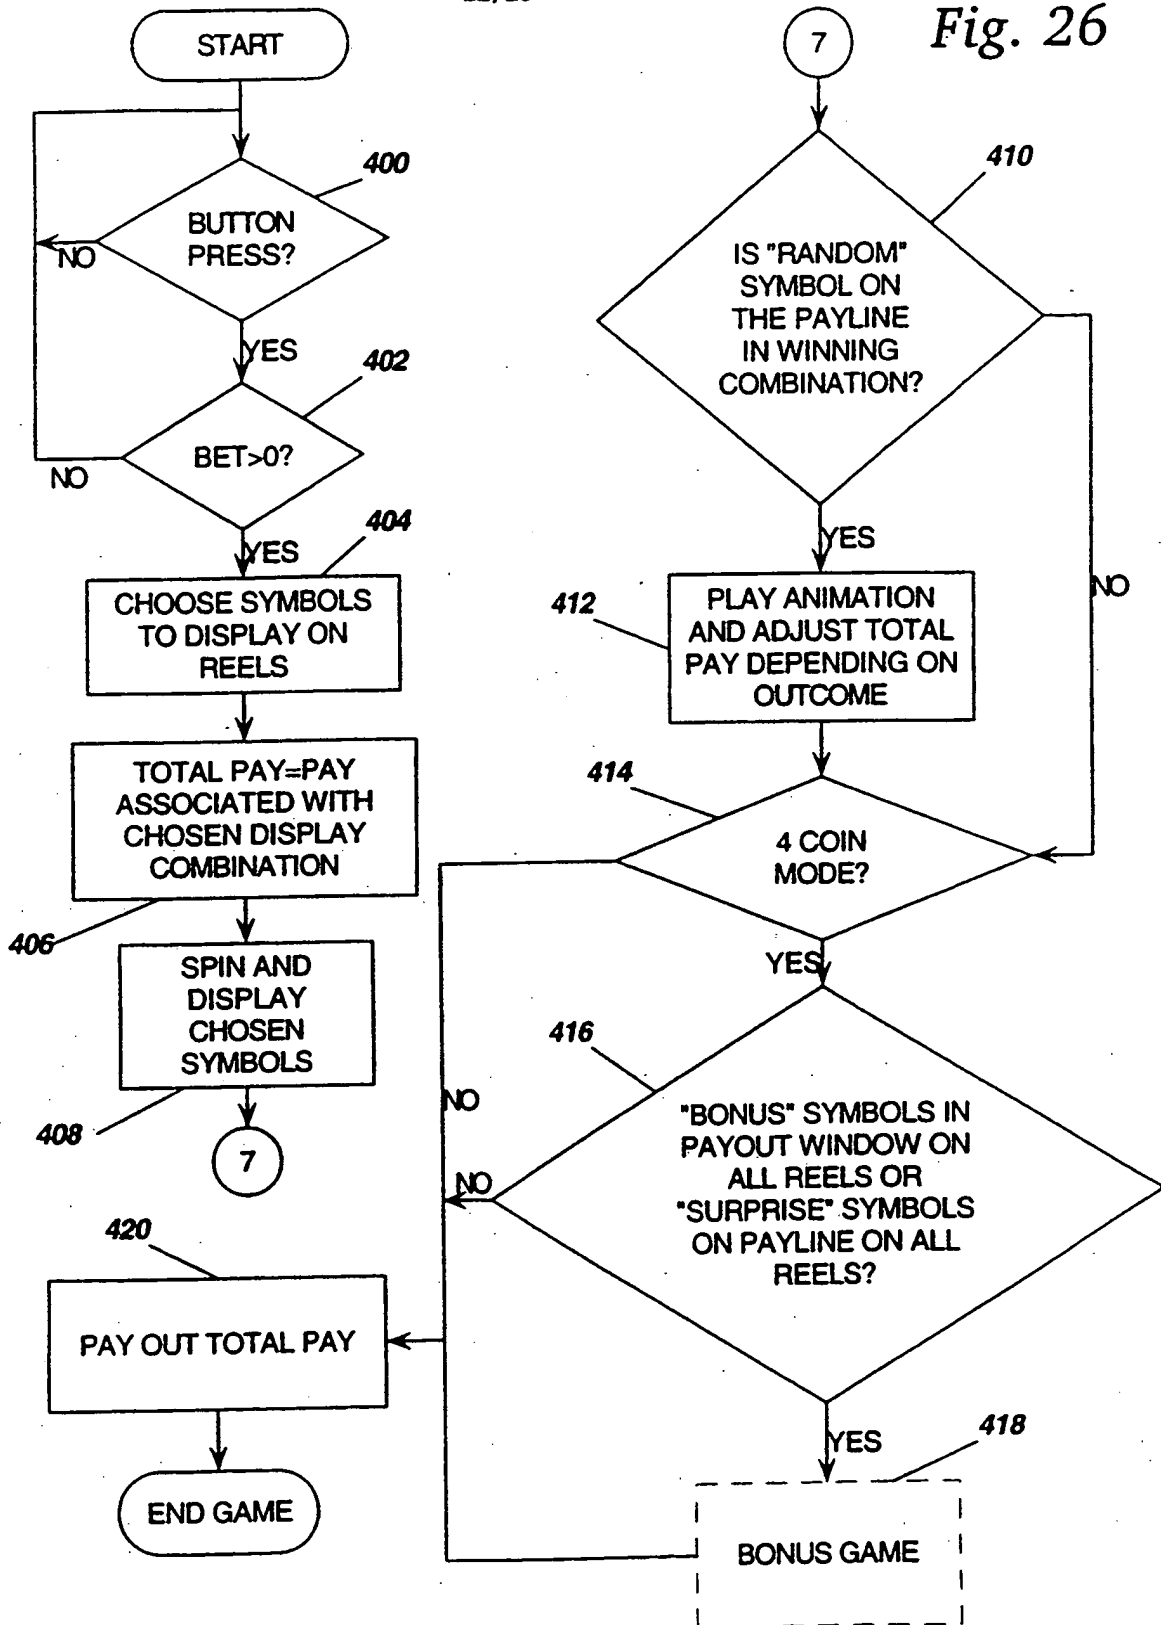 Fig. 26
START
400
BUTTON
PRESS?
NO
YES
402
BET>0?
NO
YES
404
CHOOSE SYMBOLS
TO DISPLAY ON
REELS
TOTAL PAY=PAY
ASSOCIATED WITH
CHOSEN DISPLAY
COMBINATION
406
SPIN AND
DISPLAY
CHOSEN
SYMBOLS
408
7
420
PAY OUT TOTAL PAY
END GAME
7
410
IS "RANDOM"
SYMBOL ON
THE PAYLINE
IN WINNING
COMBINATION?
YES
NO
412
PLAY ANIMATION
AND ADJUST TOTAL
PAY DEPENDING ON
OUTCOME
414
4 COIN
MODE?
YES
NO
416
"BONUS" SYMBOLS IN
PAYOUT WINDOW ON
ALL REELS OR
"SURPRISE" SYMBOLS
ON PAYLINE ON ALL
REELS?
NO
YES
418
BONUS GAME